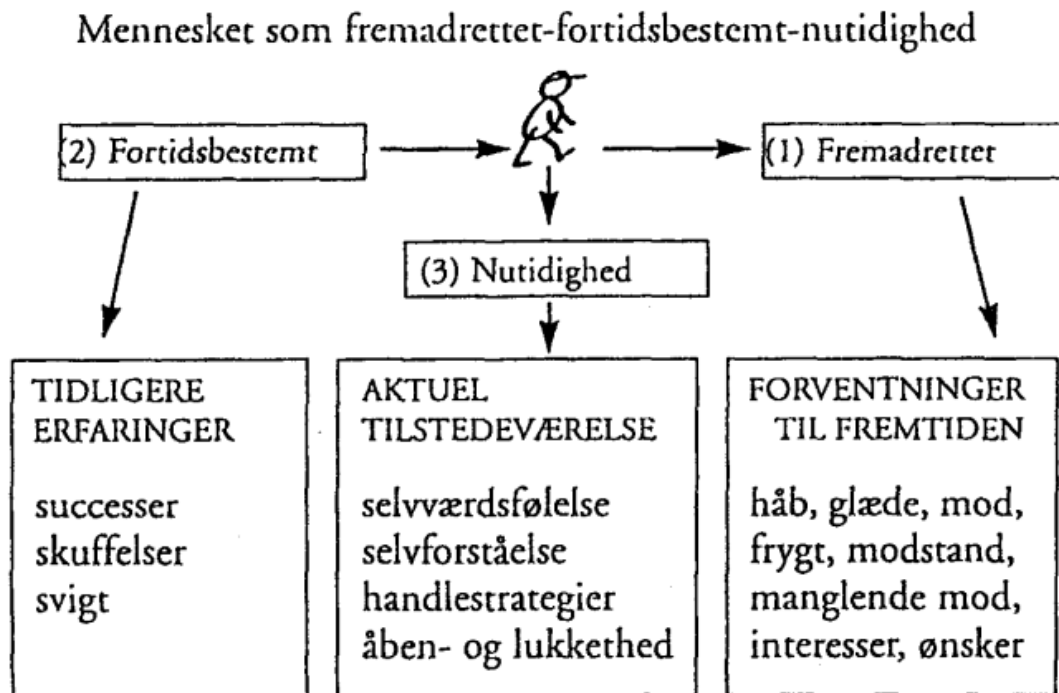 Mennesket som fremadrettet-fortidsbestemt-nutidighed
(2) Fortidsbestemt
(1) Fremadrettet
(3) Nutidighed
TIDLIGERE
ERFARINGER
successer
skuffelser
svigt
AKTUEL
TILSTEDEVÆRELSE
selvværdsfølelse
selvforståelse
handlestrategier
åben- og lukkethed
FORVENTNINGER
TIL FREMTIDEN
håb, glæde, mod,
frygt, modstand,
manglende mod,
interesser, ønsker